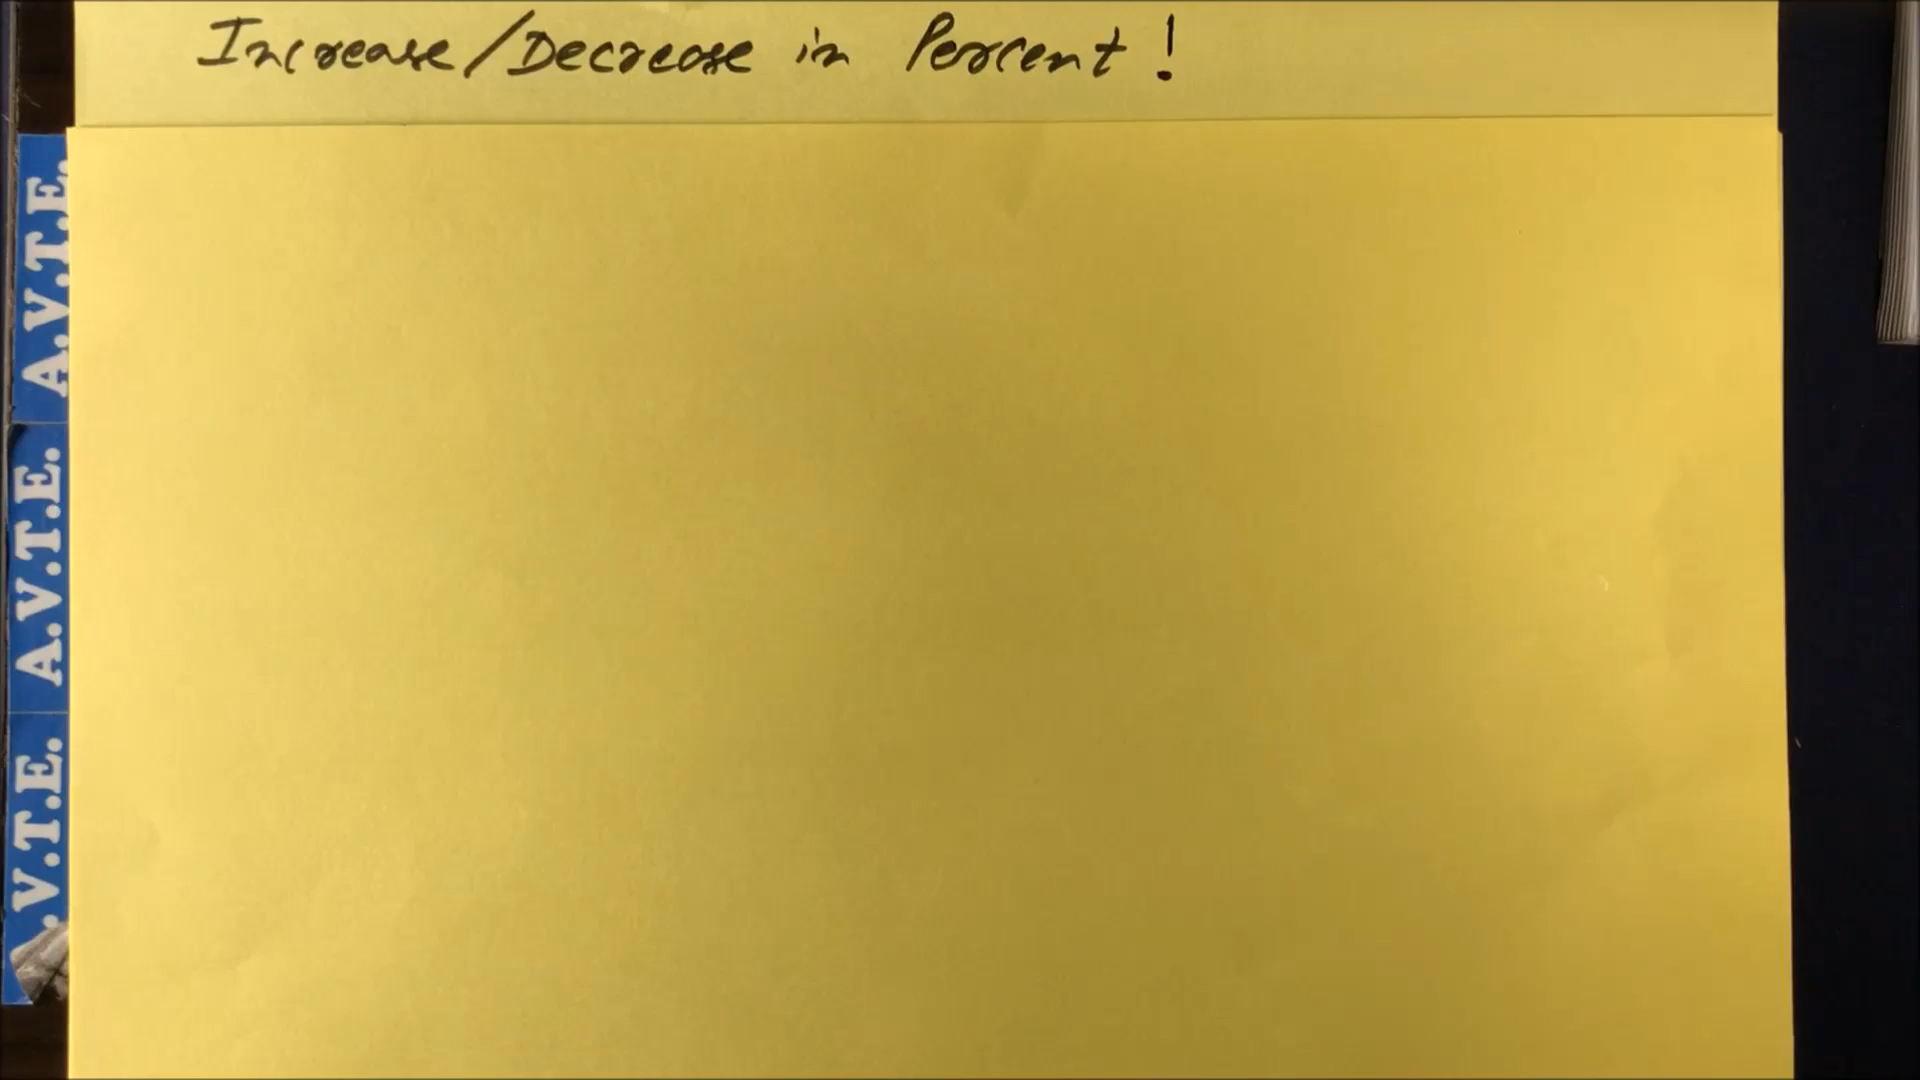 Increase/Decrease in Percent!
A.V.T.E.
A.V.T.E.
.V.T.E.